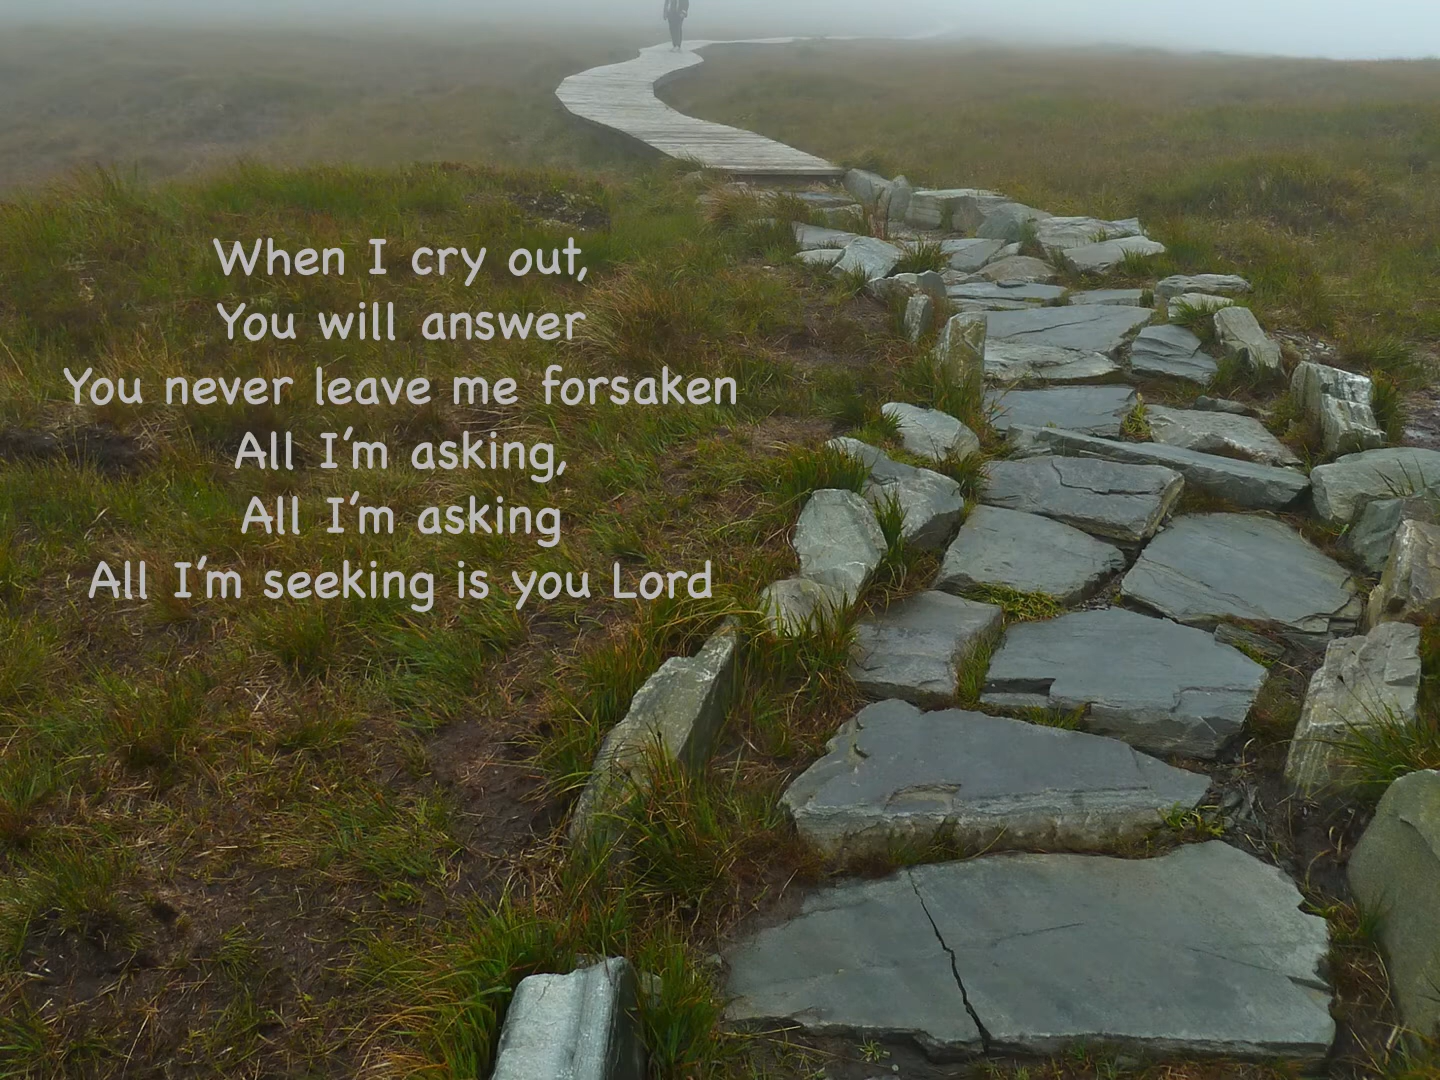 When I cry out,
You will answer
You never leave me forsaken
All I'm asking,
All I'm asking
All I'm seeking is you Lord